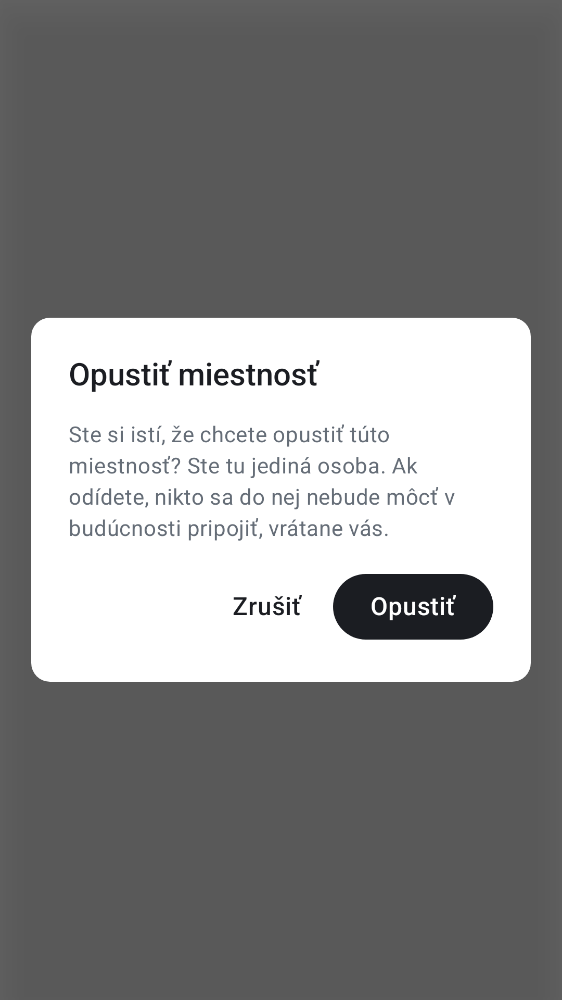 Opustiť miestnosť
Ste si istí, že chcete opustiť túto
miestnosť? Ste tu jediná osoba. Ak
odídete, nikto sa do nej nebude môcť v
budúcnosti pripojiť, vrátane vás.
Zrušiť
Opustiť